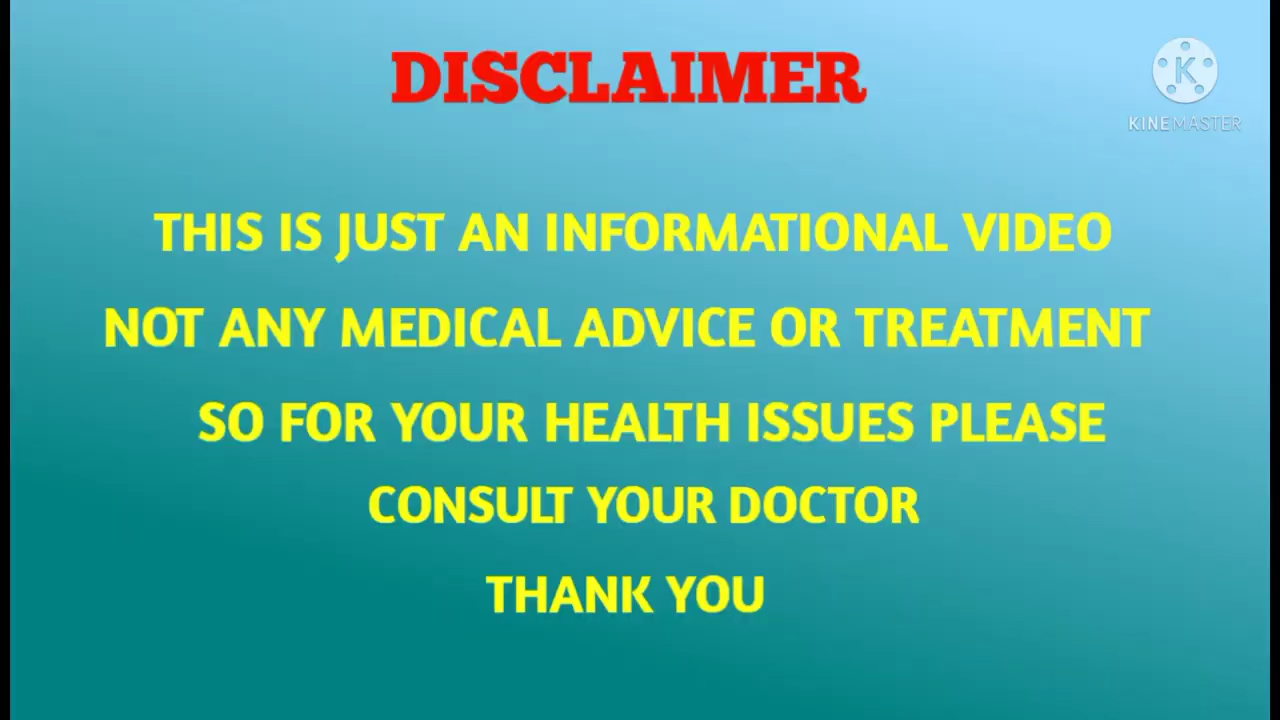 DISCLAIMER
K
KINEMASTER
THIS IS JUST AN INFORMATIONAL VIDEO
NOT ANY MEDICAL ADVICE OR TREATMENT
SO FOR YOUR HEALTH ISSUES PLEASE
CONSULT YOUR DOCTOR
THANK YOU